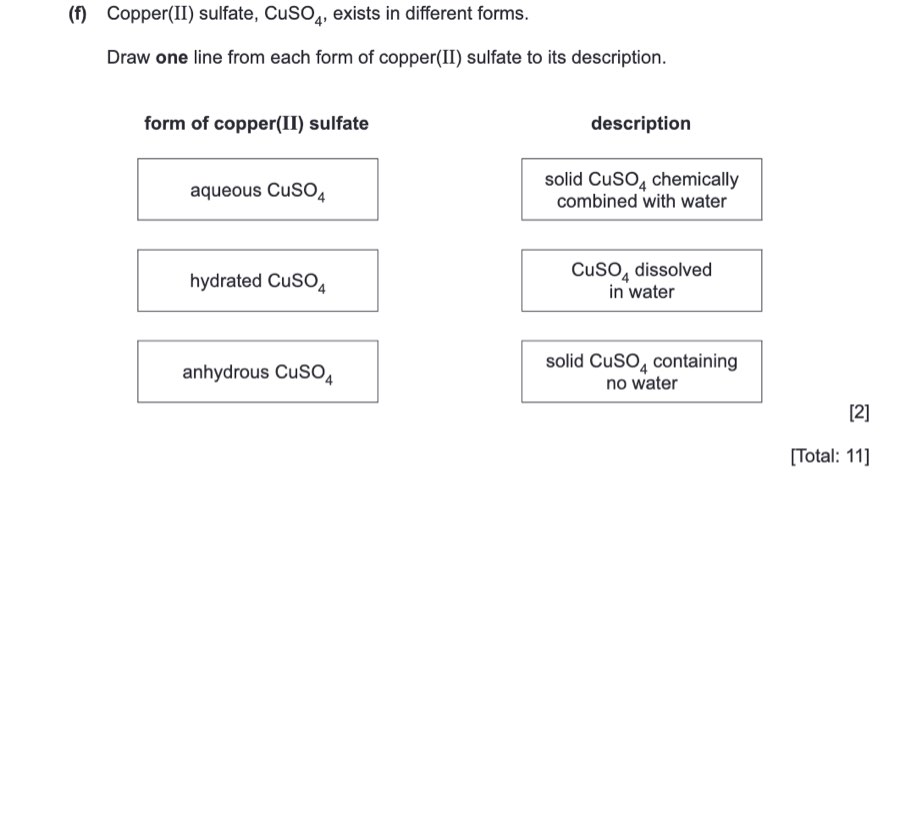 (f) Copper(II) sulfate, CuSO₄, exists in different forms.
Draw one line from each form of copper(II) sulfate to its description.
form of copper(II) sulfate
description
aqueous CuSO₄
solid CuSO₄ chemically
combined with water
hydrated CuSO₄
CuSO₄ dissolved
in water
anhydrous CuSO₄
solid CuSO₄ containing
no water
[2]
[Total: 11]